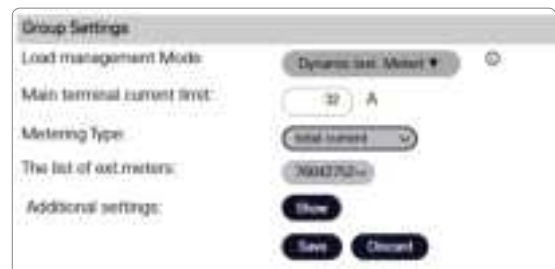 Group Settings
Load management Mode: Dynamic (ext. Meter) ▼
Main terminal current limit: 32 A
Metering Type: total current
The list of ext.meters:
Additional settings: Show
Save Discard